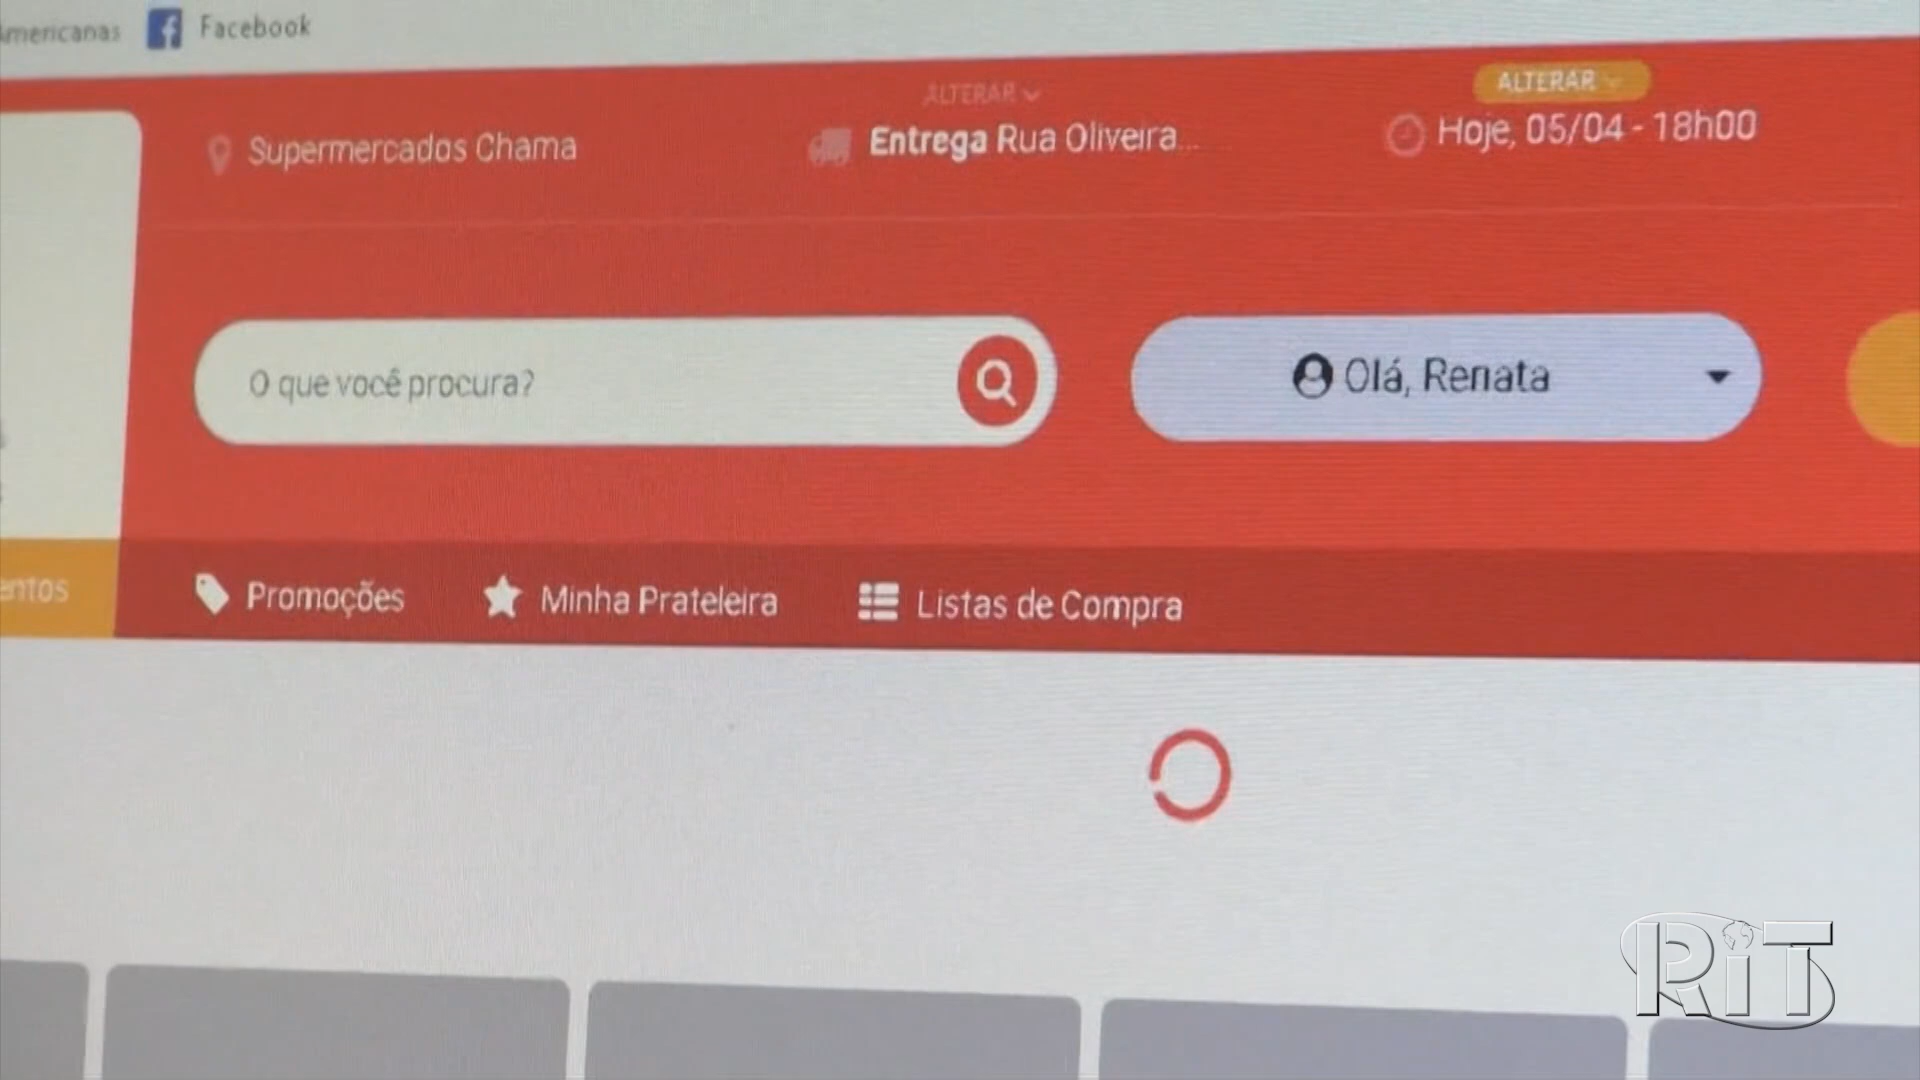 Americanas
Facebook
ALTERAR
ALTERAR
Supermercados Chama
Entrega Rua Oliveira...
Hoje, 05/04 - 18h00
O que você procura?
Olá, Renata
entos
Promoções
Minha Prateleira
Listas de Compra
RiT